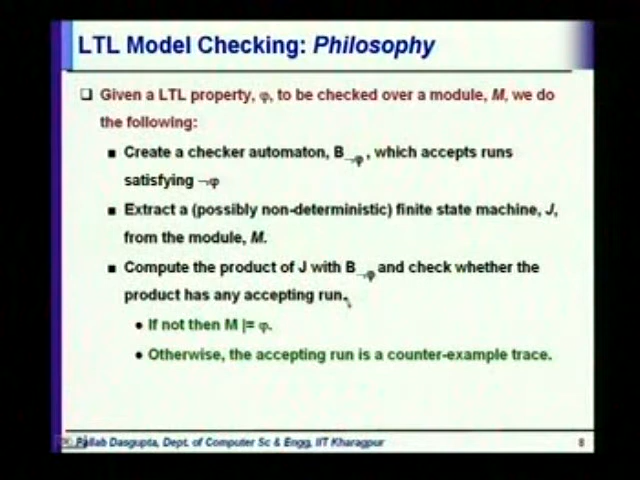 LTL Model Checking: Philosophy
❑ Given a LTL property, φ, to be checked over a module, M, we do
the following:
▪ Create a checker automaton, B¬φ, which accepts runs
satisfying ¬φ
▪ Extract a (possibly non-deterministic) finite state machine, J,
from the module, M.
▪ Compute the product of J with B¬φ and check whether the
product has any accepting run.
• If not then M |= φ.
• Otherwise, the accepting run is a counter-example trace.
Pallab Dasgupta, Dept. of Computer Sc & Engg, IIT Kharagpur 8